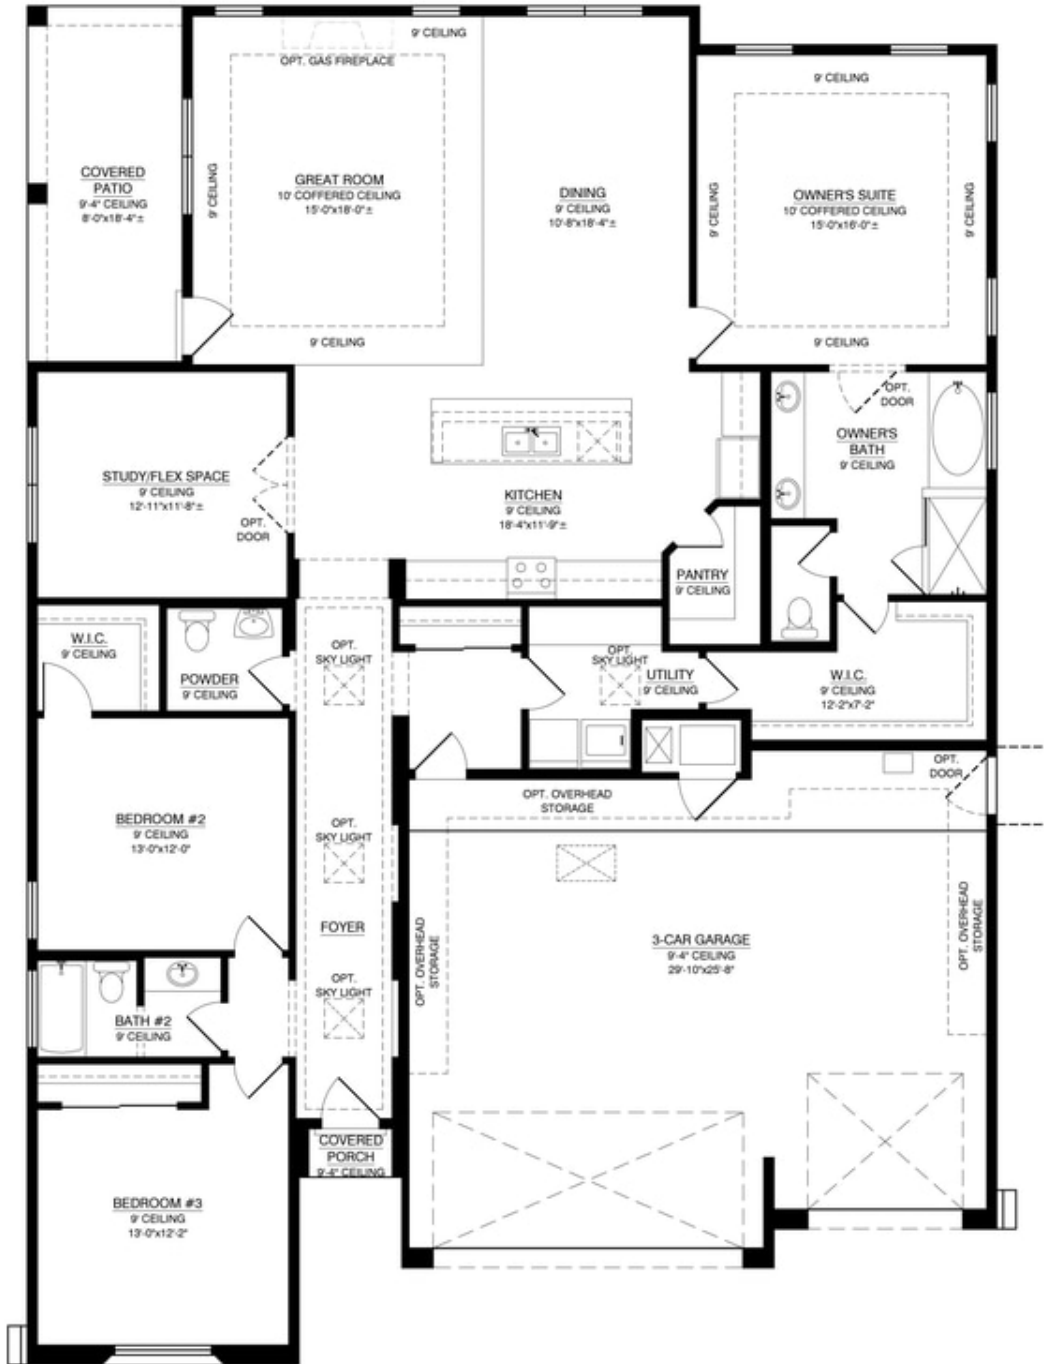 9' CEILING
OPT. GAS FIREPLACE
9' CEILING
COVERED
PATIO
9'-4" CEILING
8'-0"x18'-4"±
9' CEILING
GREAT ROOM
10' COFFERED CEILING
15'-0"x18'-0"±
9' CEILING
DINING
9' CEILING
10'-8"x18'-4"±
9' CEILING
OWNER'S SUITE
10' COFFERED CEILING
15'-0"x16'-0"±
9' CEILING
9' CEILING
OPT.
DOOR
OWNER'S
BATH
9' CEILING
STUDY/FLEX SPACE
9' CEILING
12'-11"x11'-8"±
OPT.
DOOR
KITCHEN
9' CEILING
18'-4"x11'-9"±
PANTRY
9' CEILING
W.I.C.
9' CEILING
POWDER
9' CEILING
OPT.
SKY LIGHT
OPT.
SKY LIGHT
UTILITY
9' CEILING
W.I.C.
9' CEILING
12'-2"x7'-2"
OPT.
DOOR
OPT. OVERHEAD
STORAGE
BEDROOM #2
9' CEILING
13'-0"x12'-0"
OPT.
SKY LIGHT
FOYER
OPT.
SKY LIGHT
OPT. OVERHEAD
STORAGE
3-CAR GARAGE
9'-4" CEILING
29'-10"x25'-8"
OPT. OVERHEAD
STORAGE
BATH #2
9' CEILING
COVERED
PORCH
9'-4" CEILING
BEDROOM #3
9' CEILING
13'-0"x12'-2"